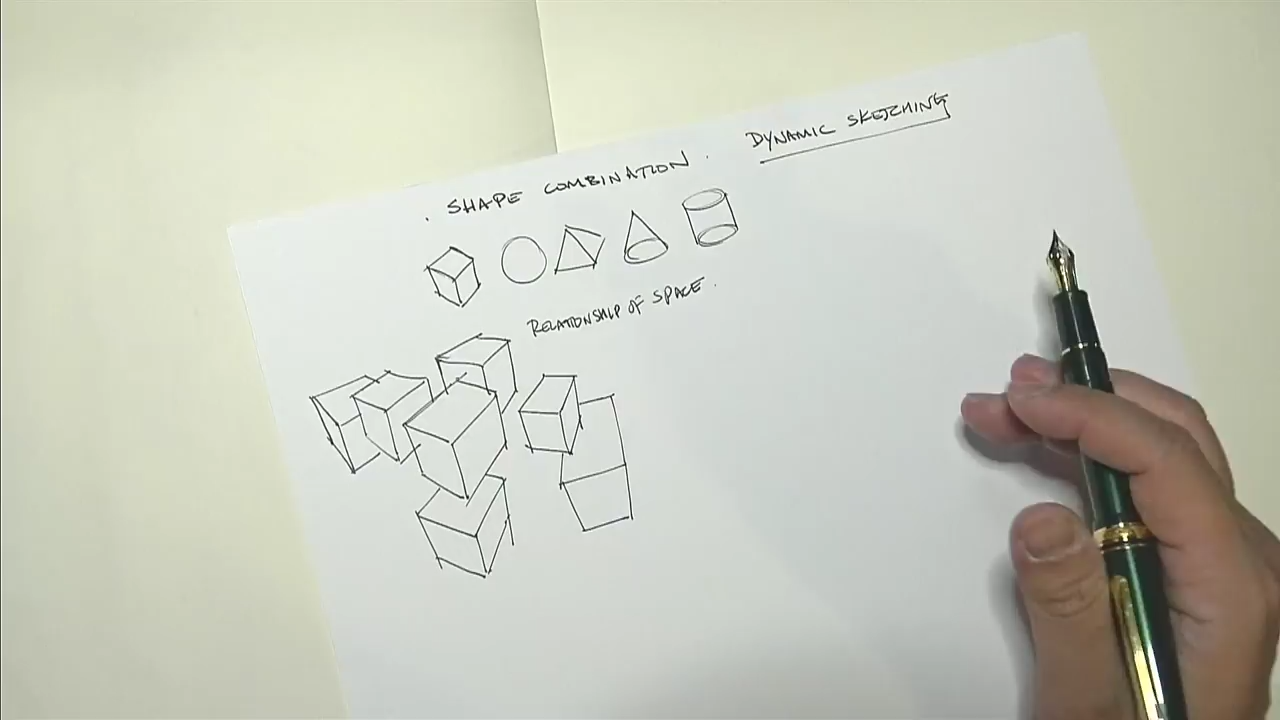 DYNAMIC SKETCHING
. SHAPE COMBINATION.
RELATIONSHIP OF SPACE.